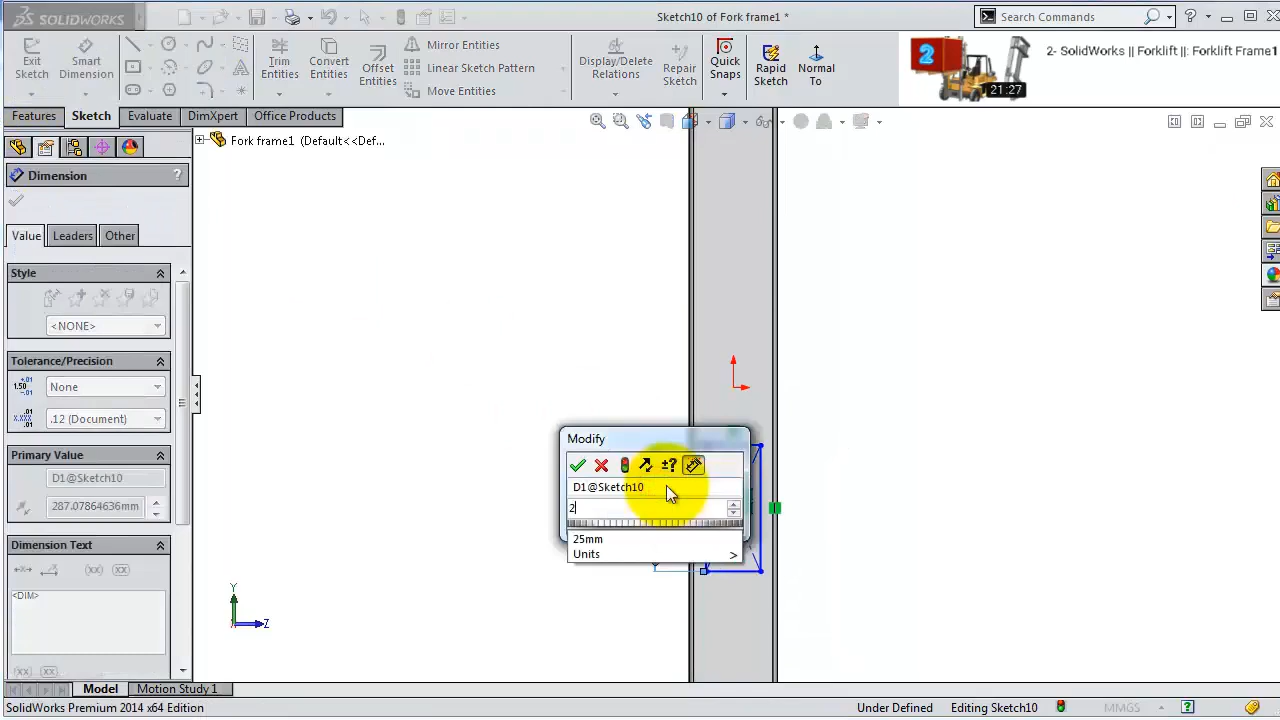 SOLIDWORKS
Sketch10 of Fork frame1 *
Search Commands
Exit Sketch
Smart Dimension
Trim Entities
Convert Entities
Offset Entities
Mirror Entities
Linear Sketch Pattern
Move Entities
Display/Delete Relations
Repair Sketch
Quick Snaps
Rapid Sketch
Normal To
2
21:27
2- SolidWorks || Forklift ||: Forklift Frame1
Features
Sketch
Evaluate
DimXpert
Office Products
Fork frame1 (Default<<Def...
Dimension
?
Value
Leaders
Other
Style
<NONE>
Tolerance/Precision
None
.12 (Document)
Primary Value
D1@Sketch10
287.07864636mm
Dimension Text
<DIM>
Modify
D1@Sketch10
2
25mm
Units >
Y
Z
Model
Motion Study 1
SolidWorks Premium 2014 x64 Edition
Under Defined
Editing Sketch10
MMGS